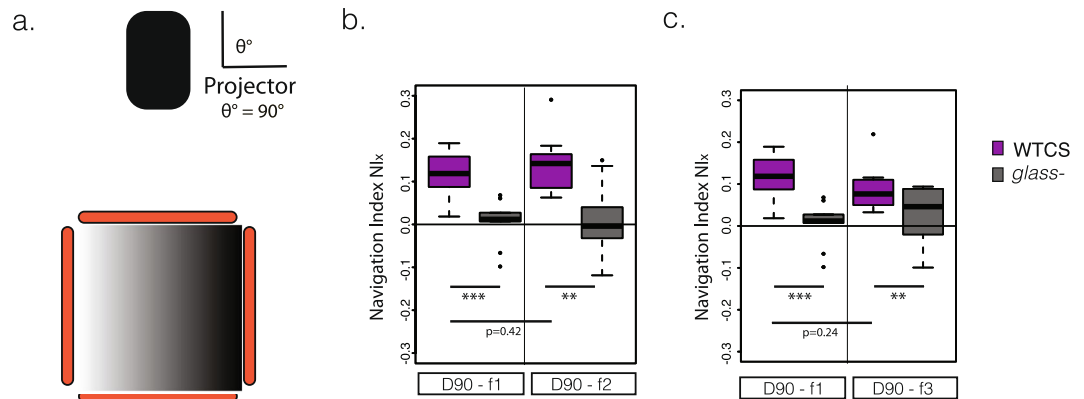 a.
θ°
Projector
θ° = 90°
b.
Navigation Index NIx
0.3
0.2
0.1
0.0
-0.1
-0.2
-0.3
***
**
p=0.42
D90 - f1
D90 - f2
c.
Navigation Index NIx
0.3
0.2
0.1
0.0
-0.1
-0.2
-0.3
***
**
p=0.24
D90 - f1
D90 - f3
WTCS
glass-